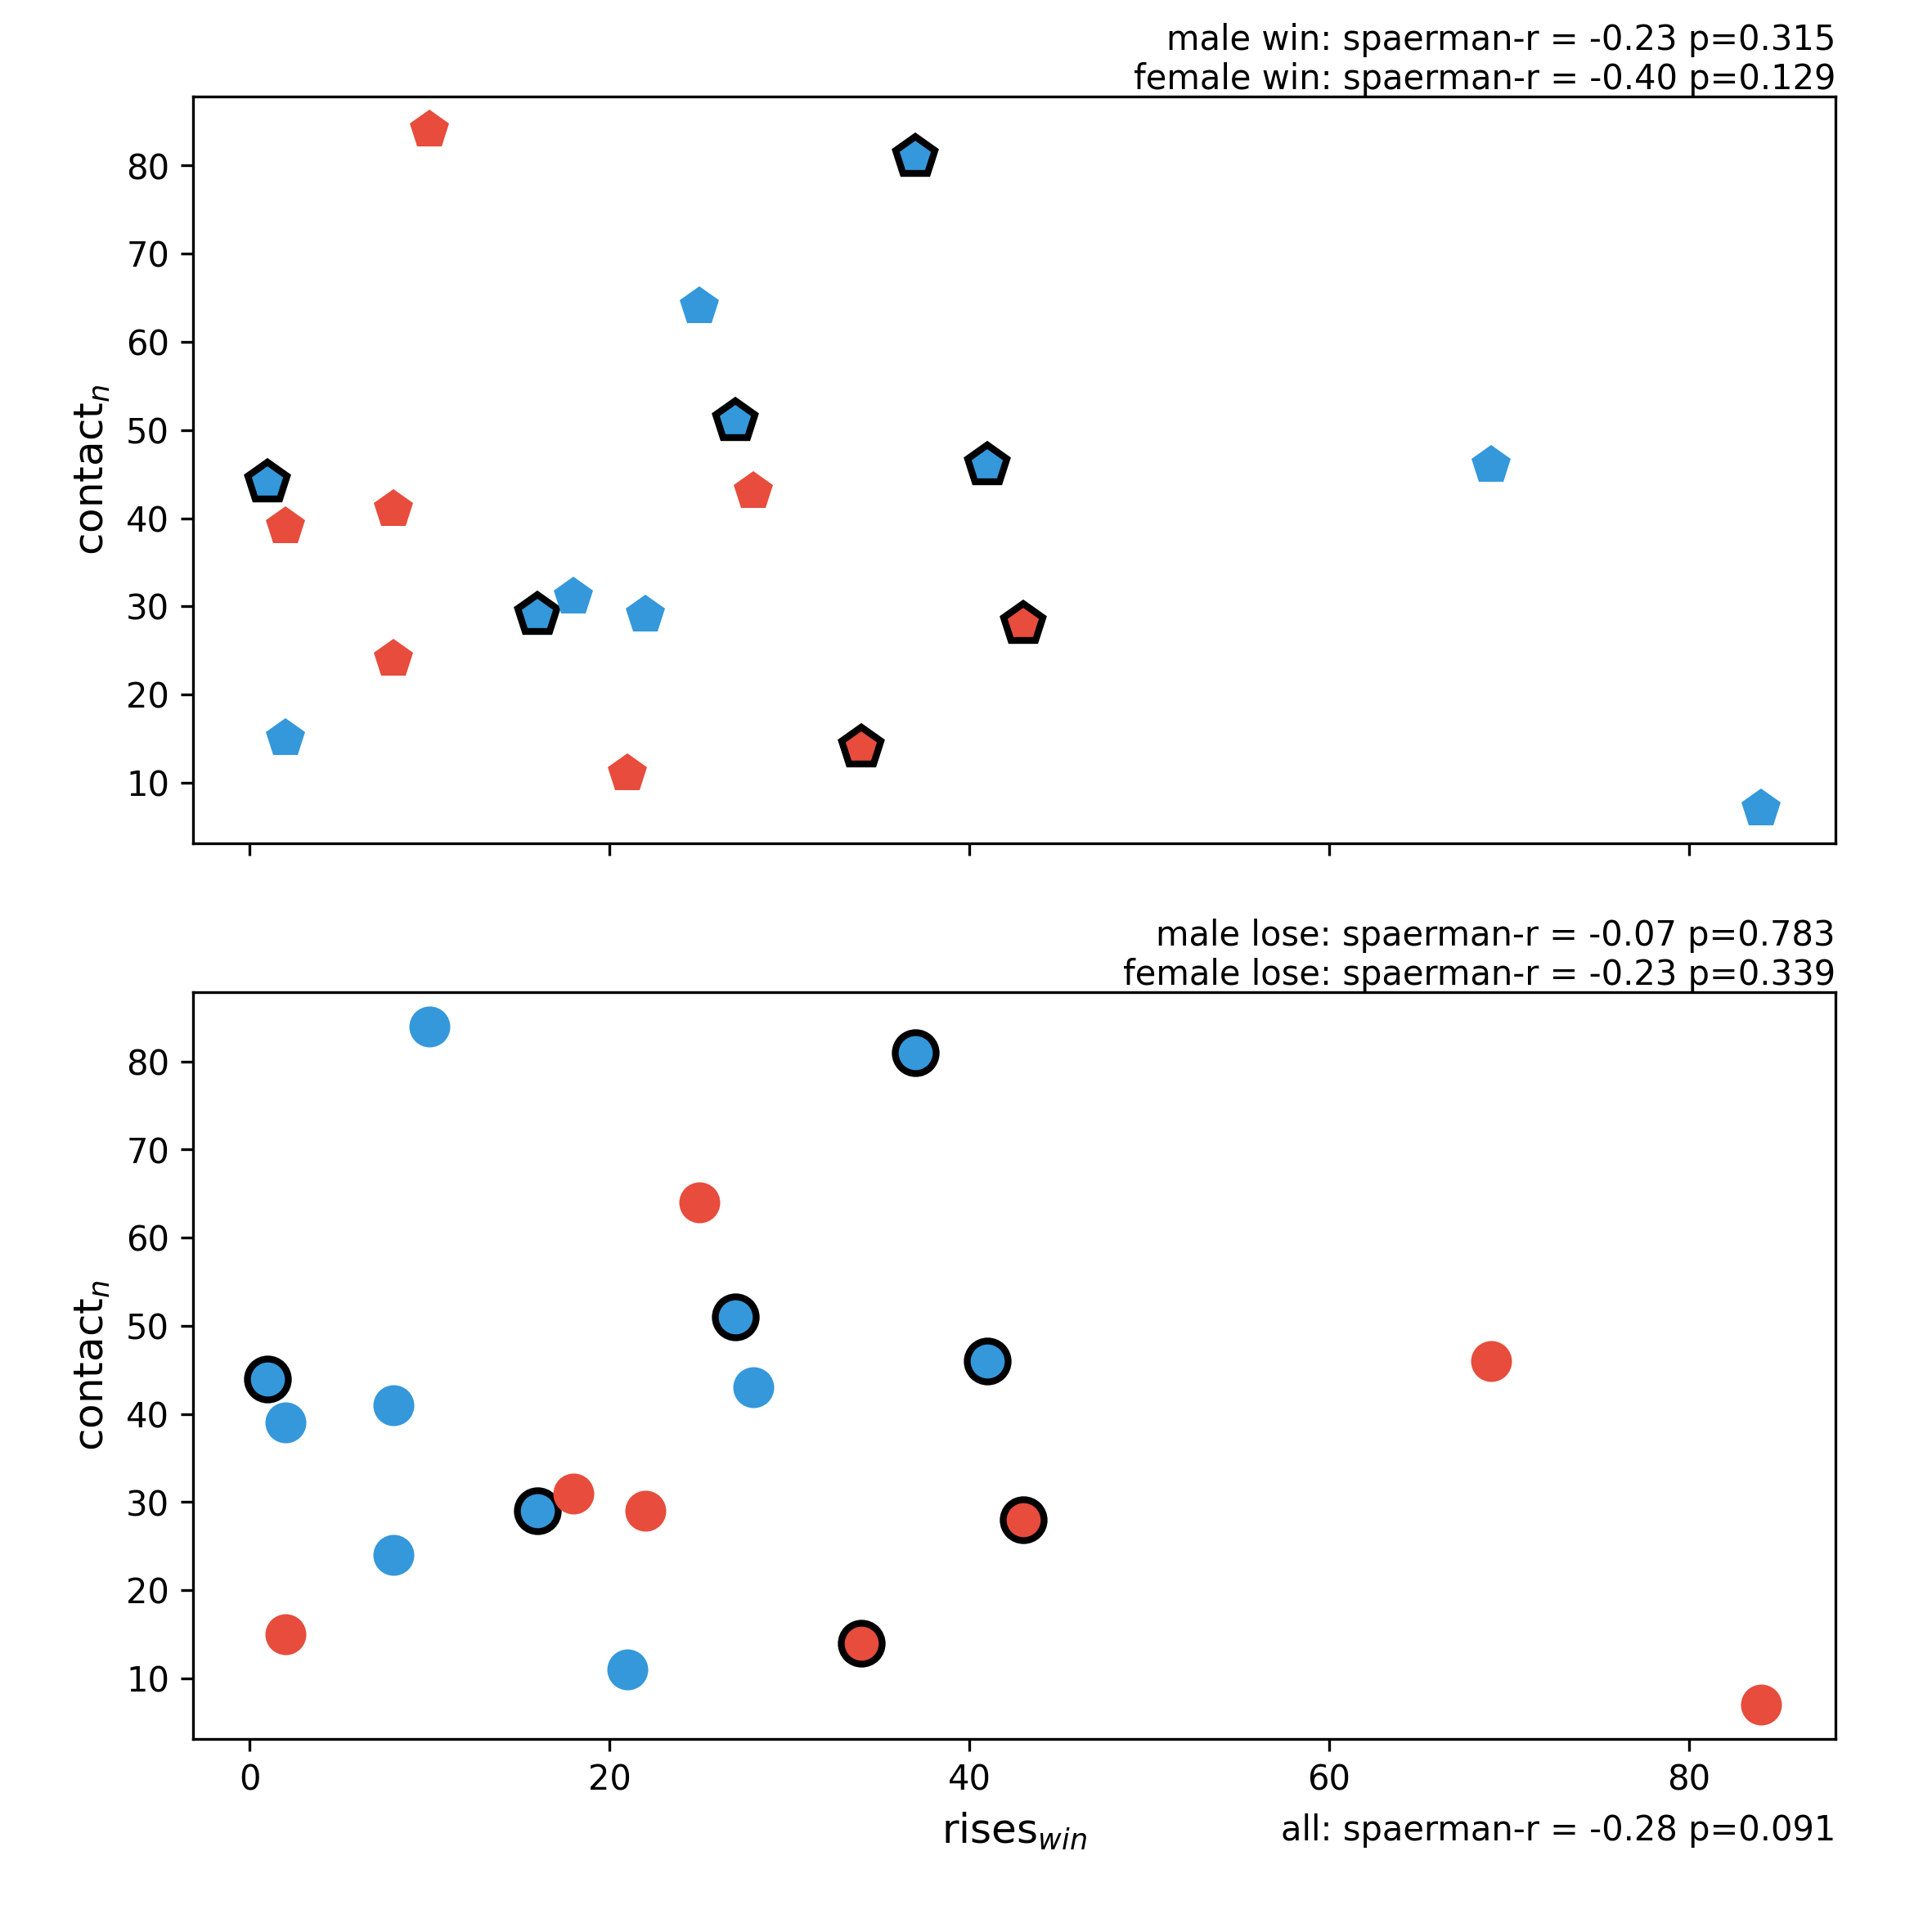 male win: spaerman-r = -0.23 p=0.315
female win: spaerman-r = -0.40 p=0.129
80
70
60
50
40
30
20
10
contactn
male lose: spaerman-r = -0.07 p=0.783
female lose: spaerman-r = -0.23 p=0.339
80
70
60
50
40
30
20
10
contactn
0 20 40 60 80
riseswin
all: spaerman-r = -0.28 p=0.091